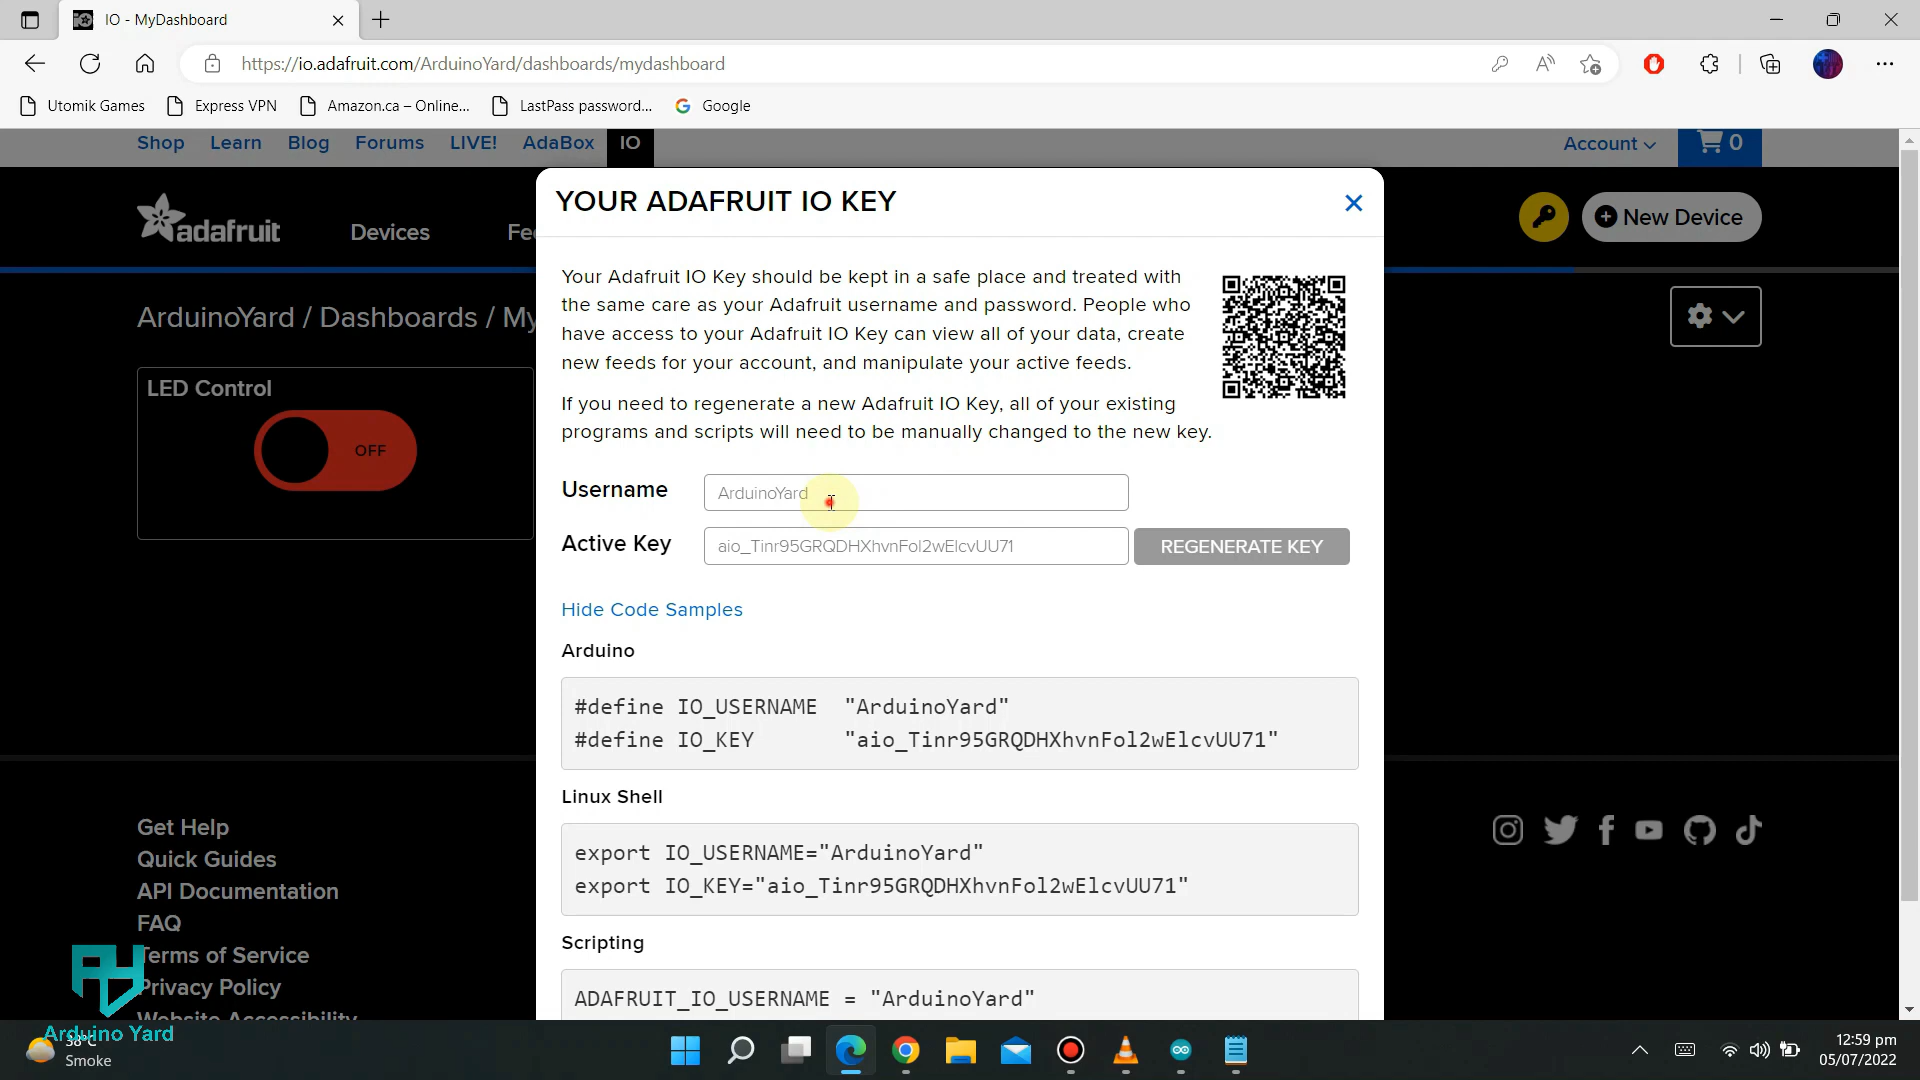 IO - MyDashboard
https://io.adafruit.com/ArduinoYard/dashboards/mydashboard
Utomik Games
Express VPN
Amazon.ca – Online...
LastPass password...
Google
Shop
Learn
Blog
Forums
LIVE!
AdaBox
IO
Account
0
adafruit
Devices
Fe
New Device
ArduinoYard / Dashboards / My
LED Control
OFF
YOUR ADAFRUIT IO KEY
Your Adafruit IO Key should be kept in a safe place and treated with
the same care as your Adafruit username and password. People who
have access to your Adafruit IO Key can view all of your data, create
new feeds for your account, and manipulate your active feeds.
If you need to regenerate a new Adafruit IO Key, all of your existing
programs and scripts will need to be manually changed to the new key.
Username
ArduinoYard
Active Key
aio_Tinr95GRQDHXhvnFol2wElcvUU71
REGENERATE KEY
Hide Code Samples
Arduino
#define IO_USERNAME  "ArduinoYard"
#define IO_KEY       "aio_Tinr95GRQDHXhvnFol2wElcvUU71"
Linux Shell
export IO_USERNAME="ArduinoYard"
export IO_KEY="aio_Tinr95GRQDHXhvnFol2wElcvUU71"
Scripting
ADAFRUIT_IO_USERNAME = "ArduinoYard"
Get Help
Quick Guides
API Documentation
FAQ
Terms of Service
Privacy Policy
Website Accessibility
Arduino Yard
38°C
Smoke
12:59 pm
05/07/2022